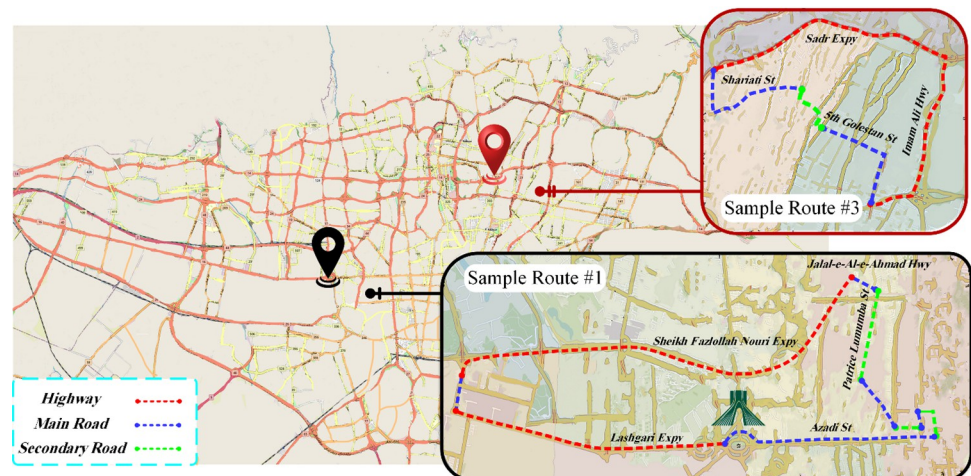 Sadr Expy
Shariati St
5th Golestan St
Imam Ali Hwy
Sample Route #3
Sample Route #1
Jalal-e-Al-e-Ahmad Hwy
Sheikh Fazlollah Nouri Expy
Patrice Lumumba St
Lashgari Expy
Azadi St
Highway
Main Road
Secondary Road